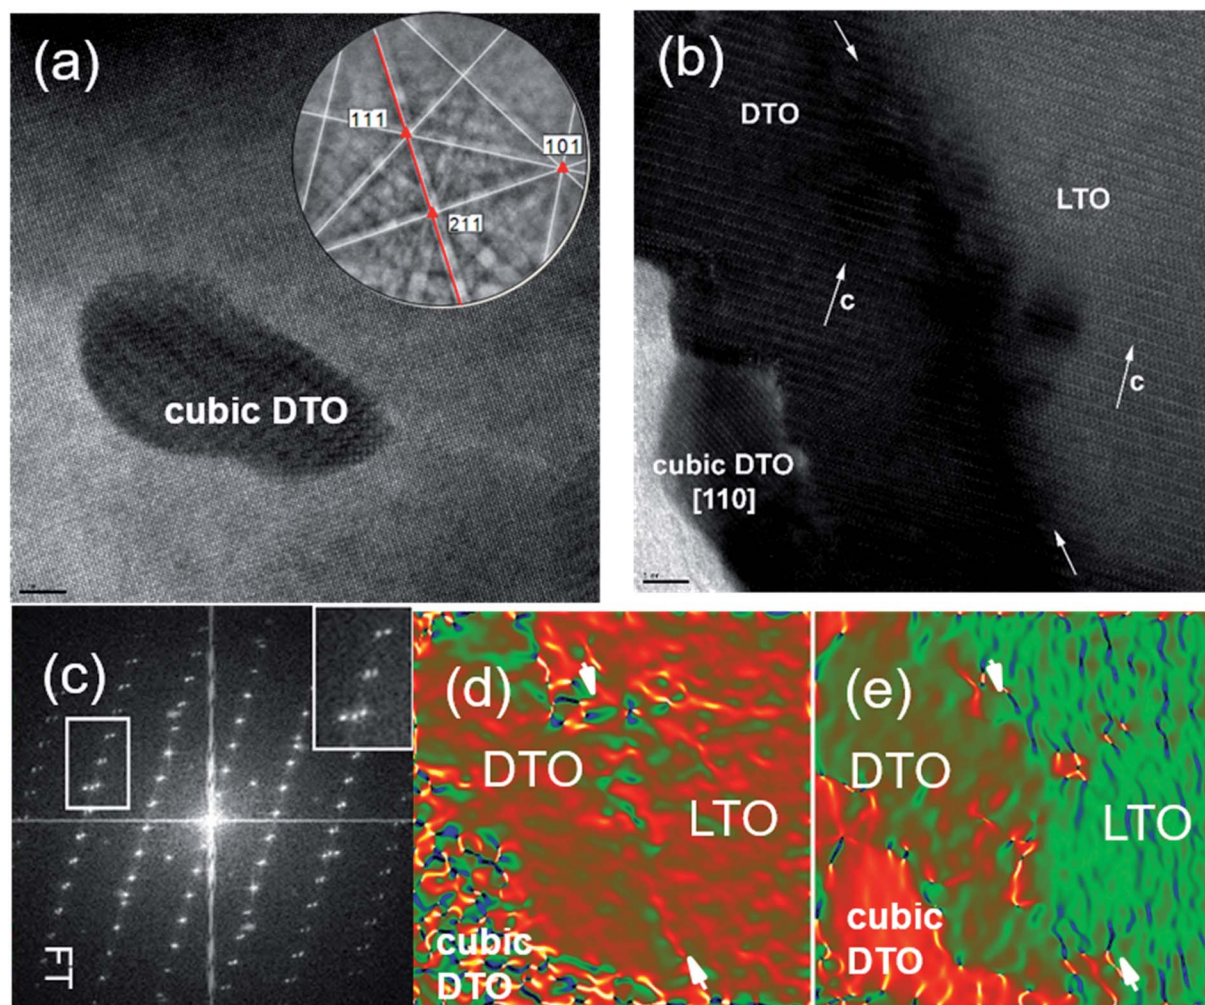 (a)
111
101
211
cubic DTO
(b)
DTO
LTO
c
c
cubic DTO
[110]
(c)
FT
(d)
DTO
LTO
cubic
DTO
(e)
DTO
LTO
cubic
DTO